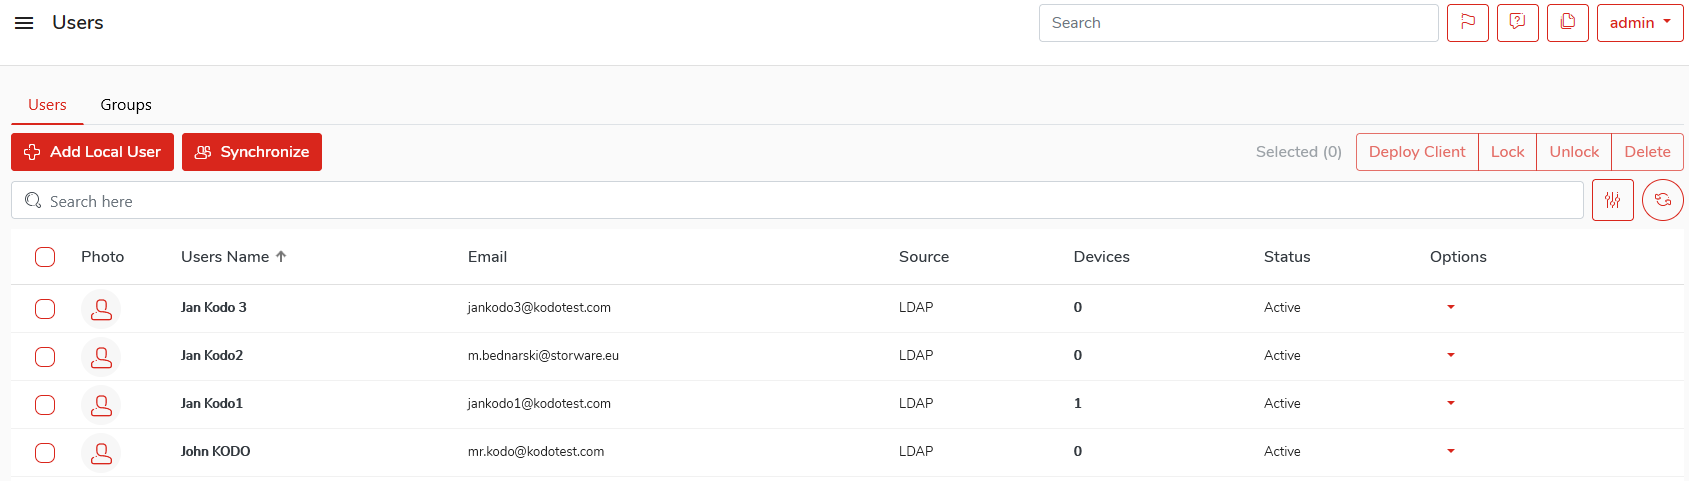 Users
Search
admin
Users Groups
Add Local User Synchronize Selected (0) Deploy Client Lock Unlock Delete
Search here
Photo Users Name Email Source Devices Status Options
Jan Kodo 3 jankodo3@kodotest.com LDAP 0 Active
Jan Kodo2 m.bednarski@storware.eu LDAP 0 Active
Jan Kodo1 jankodo1@kodotest.com LDAP 1 Active
John KODO mr.kodo@kodotest.com LDAP 0 Active